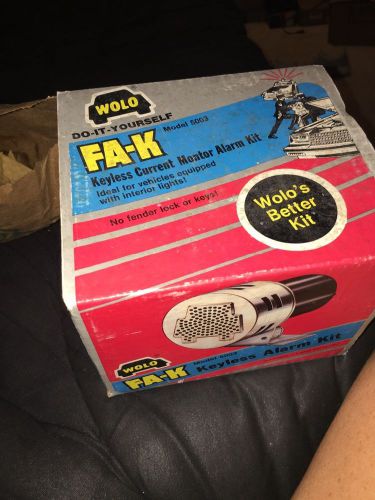 WOLO
DO-IT-YOURSELF
FA-K Model 5003
Keyless Current Monitor Alarm Kit
Ideal for vehicles equipped
with interior lights!
No fender lock or keys!
Wolo's
Better
Kit
WOLO
Model 5003
FA-K Keyless Alarm Kit